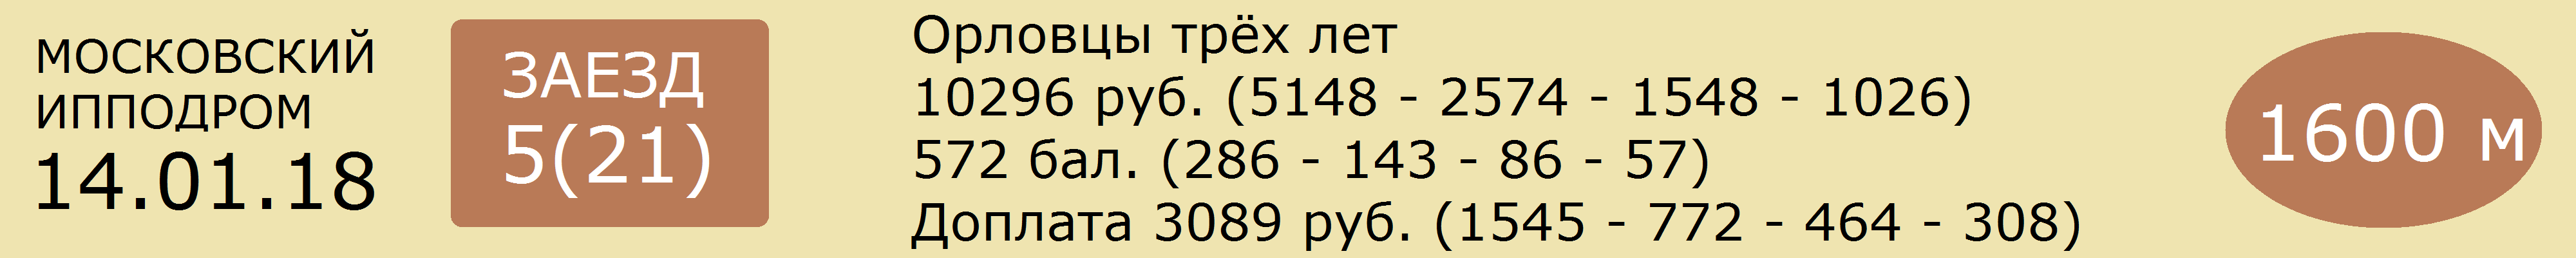 МОСКОВСКИЙ
ИППОДРОМ
14.01.18
ЗАЕЗД
5(21)
Орловцы трёх лет
10296 руб. (5148 - 2574 - 1548 - 1026)
572 бал. (286 - 143 - 86 - 57)
Доплата 3089 руб. (1545 - 772 - 464 - 308)
1600 м